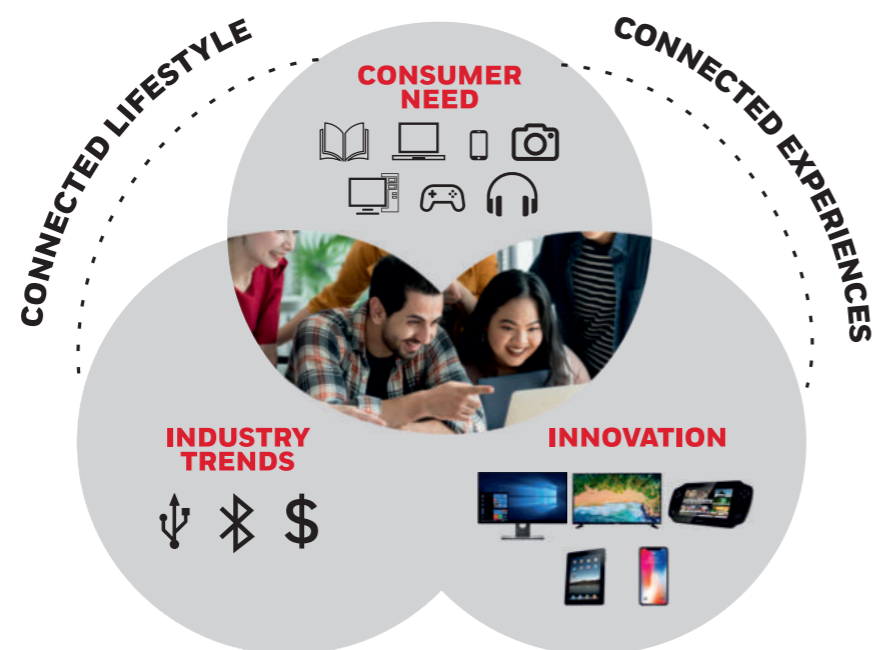 CONNECTED LIFESTYLE
CONNECTED EXPERIENCES
CONSUMER
NEED
INDUSTRY
TRENDS
$
INNOVATION